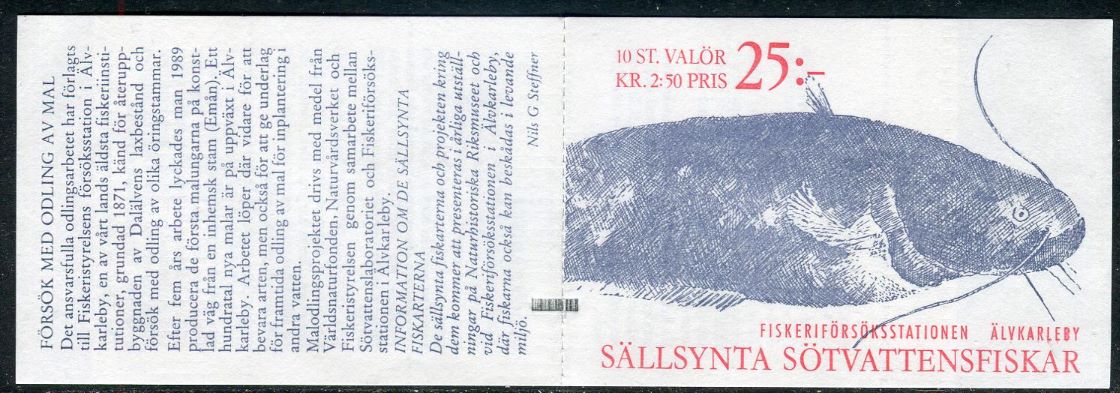 FÖRSÖK MED ODLING AV MAL
Det ansvarsfulla odlingsarbetet har förlagts
till Fiskeristyrelsens försöksstation i Älv-
karleby, en av vårt lands äldsta fiskeriinsti-
tutioner, grundad 1871, känd för återupp-
byggnaden av Dalälvens laxbestånd och
försök med odling av olika öringstammar.
Efter fem års arbete lyckades man 1989
producera de första malungarna på konst-
lad väg från en inhemsk stam (Emån). Ett
hundratal nya malar är på uppväxt i Älv-
karleby. Arbetet löper där vidare för att
bevara arten, men också för att ge underlag
för framtida odling av mal för inplantering i
andra vatten.
Malodlingsprojektet drivs med medel från
Världsnaturfonden, Naturvårdsverket och
Fiskeristyrelsen genom samarbete mellan
Sötvattenslaboratoriet och Fiskeriförsöks-
stationen i Älvkarleby.
INFORMATION OM DE SÄLLSYNTA
FISKARTERNA
De sällsynta fiskarterna och projekten kring
dem kommer att presenteras i årliga utställ-
ningar på Naturhistoriska Riksmuseet och
vid Fiskeriförsöksstationen i Älvkarleby,
där fiskarna också kan beskådas i levande
miljö.
Nils G Steffner
10 ST. VALÖR
KR. 2:50 PRIS 25:-
FISKERIFÖRSÖKSSTATIONEN ÄLVKARLEBY
SÄLLSYNTA SÖTVATTENSFISKAR